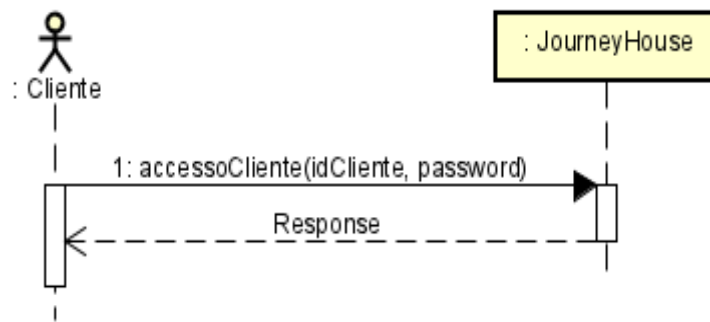 : Cliente
: JourneyHouse
1: accessoCliente(idCliente, password)
Response